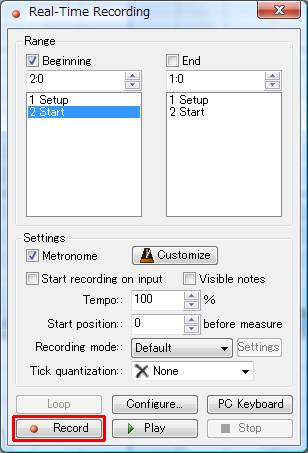 Real-Time Recording
Range
Beginning End
2:0 1:0
1 Setup 1 Setup
2 Start 2 Start
Settings
Metronome Customize
Start recording on input Visible notes
Tempo:: 100 %
Start position:: 0 before measure
Recording mode:: Default Settings
Tick quantization:: None
Loop Configure... PC Keyboard
Record Play Stop